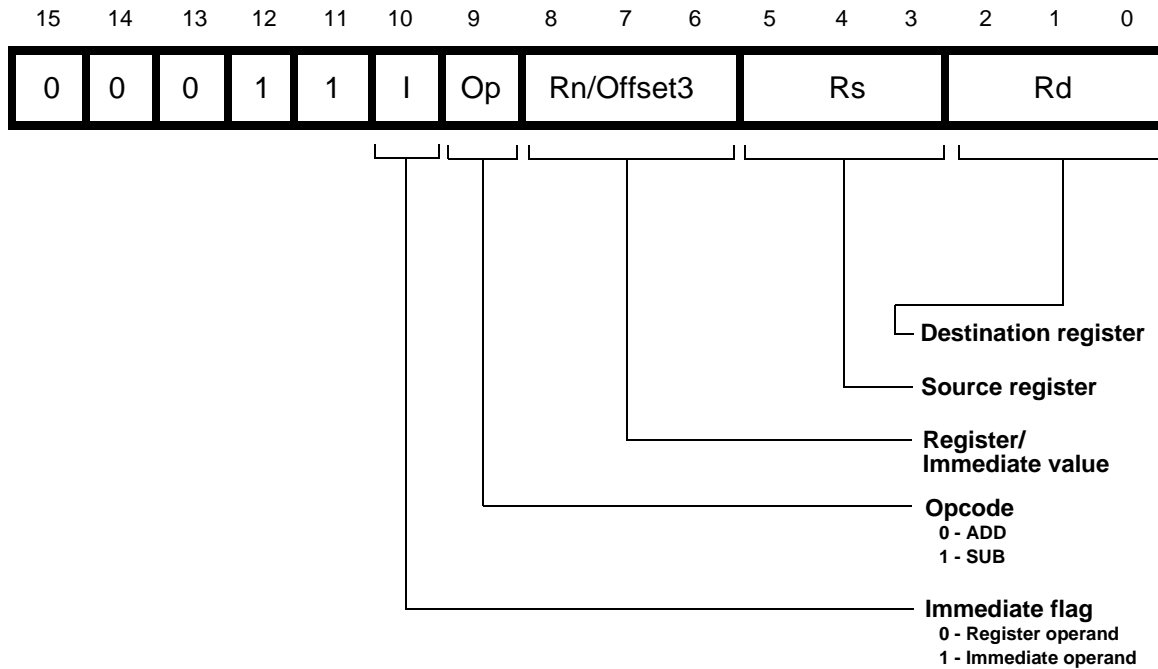 15 14 13 12 11 10 9 8 7 6 5 4 3 2 1 0
0 0 0 1 1 I Op Rn/Offset3 Rs Rd
Destination register
Source register
Register/
Immediate value
Opcode
0 - ADD
1 - SUB
Immediate flag
0 - Register operand
1 - Immediate operand